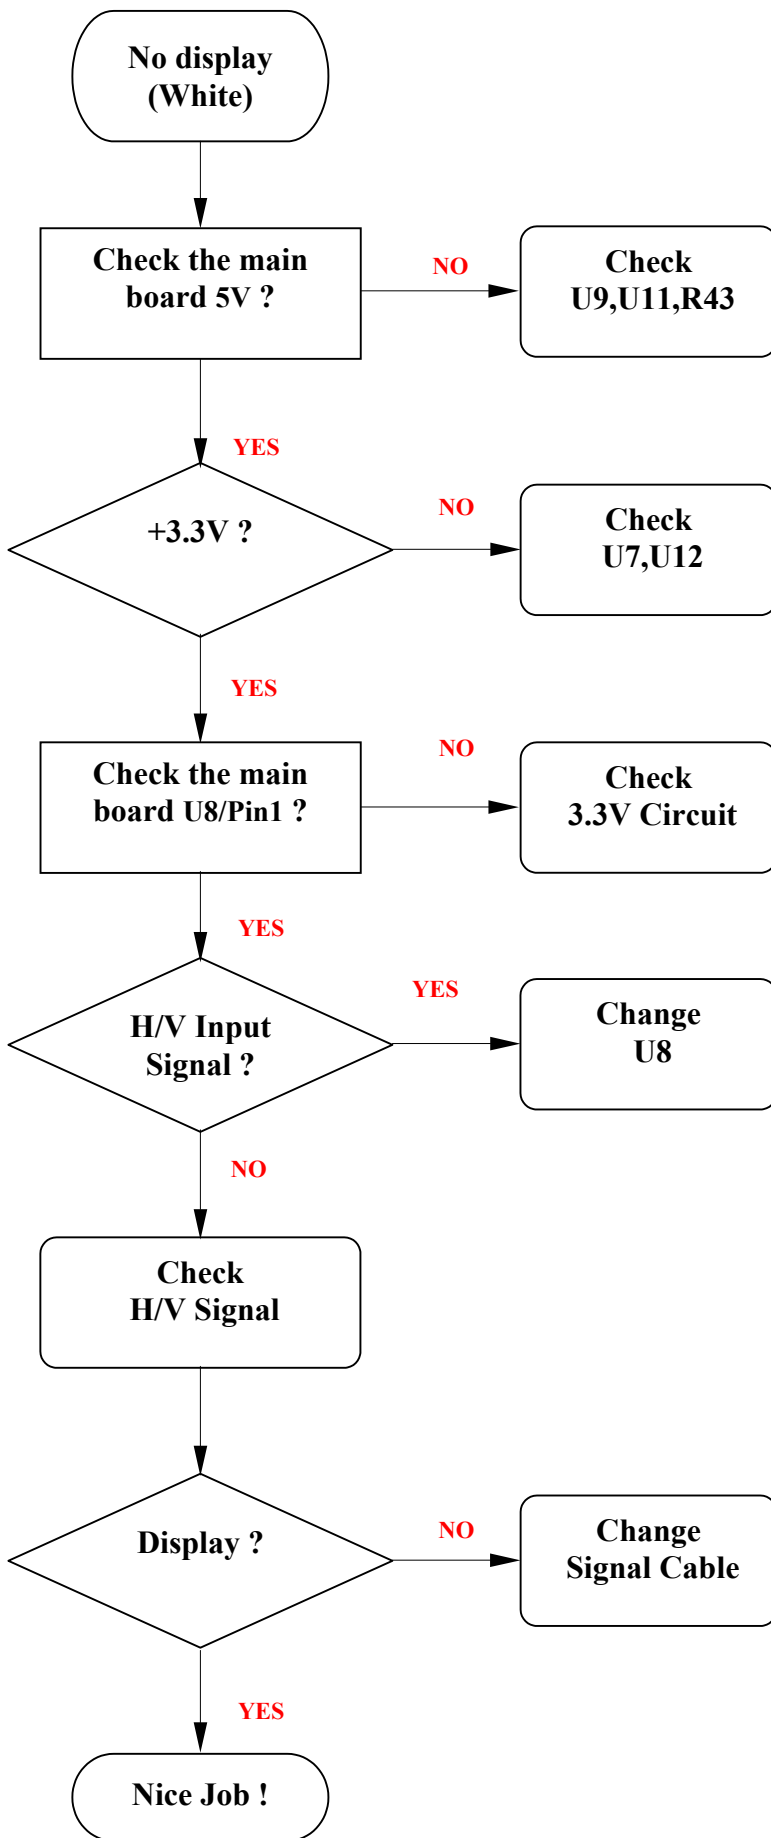 No display
(White)
Check the main
board 5V ?
NO
Check
U9,U11,R43
YES
+3.3V ?
NO
Check
U7,U12
YES
Check the main
board U8/Pin1 ?
NO
Check
3.3V Circuit
YES
H/V Input
Signal ?
YES
Change
U8
NO
Check
H/V Signal
Display ?
NO
Change
Signal Cable
YES
Nice Job !